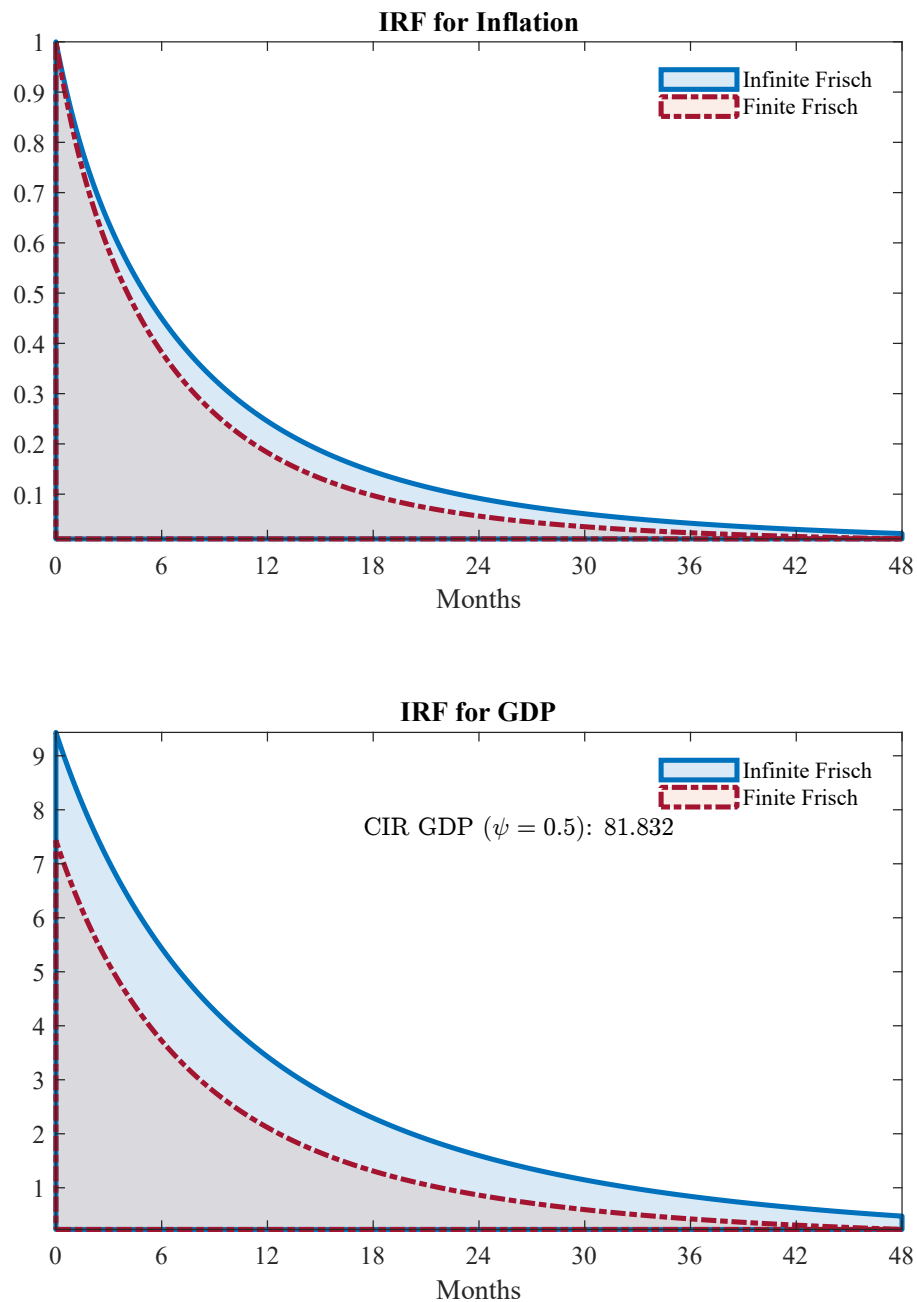 IRF for Inflation
1
0.9
0.8
0.7
0.6
0.5
0.4
0.3
0.2
0.1
Infinite Frisch
Finite Frisch
0 6 12 18 24 30 36 42 48
Months
IRF for GDP
9
8
7
6
5
4
3
2
1
Infinite Frisch
Finite Frisch
CIR GDP (ψ = 0.5): 81.832
0 6 12 18 24 30 36 42 48
Months